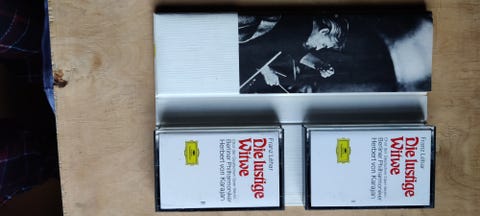 Franz Lehár
Die lustige
Witwe
Berliner Philharmoniker
Herbert von Karajan
Franz Lehár
Die lustige
Witwe
Berliner Philharmoniker
Herbert von Karajan